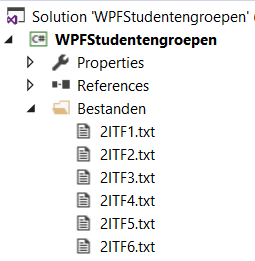 Solution 'WPFStudentengroepen' (
C# WPFStudentengroepen
Properties
References
Bestanden
2ITF1.txt
2ITF2.txt
2ITF3.txt
2ITF4.txt
2ITF5.txt
2ITF6.txt